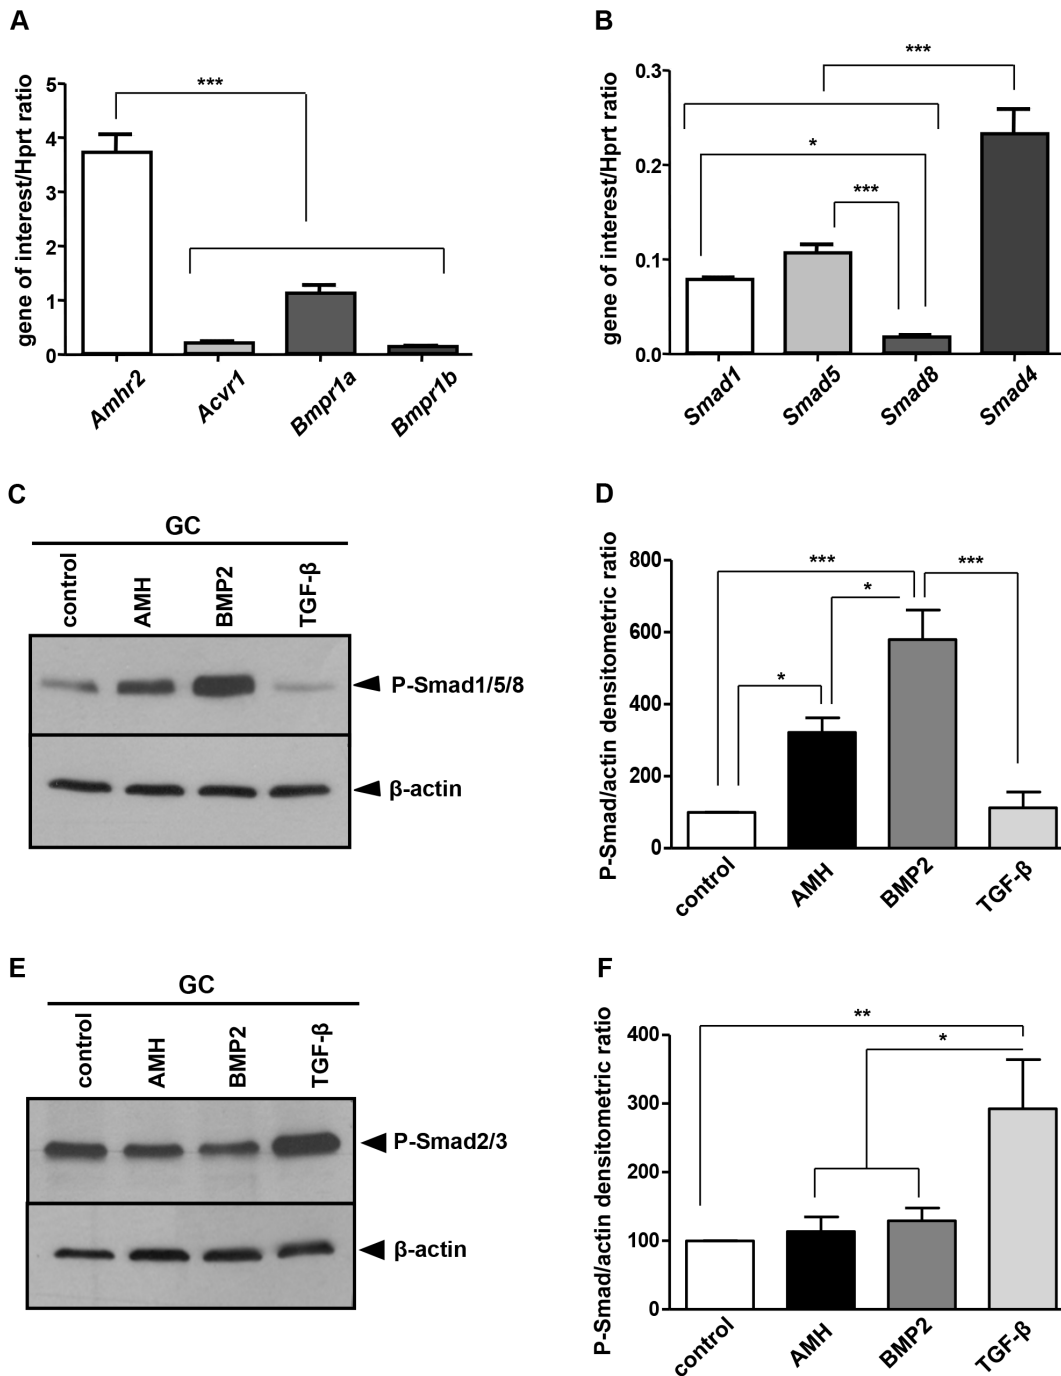 A
gene of interest/Hprt ratio
5
4
3
2
1
0
***
Amhr2
Acvr1
Bmpr1a
Bmpr1b
B
gene of interest/Hprt ratio
0.3
0.2
0.1
0.0
***
*
***
Smad1
Smad5
Smad8
Smad4
C
GC
control
AMH
BMP2
TGF-β
P-Smad1/5/8
β-actin
D
P-Smad/actin densitometric ratio
800
600
400
200
0
***
***
*
*
control
AMH
BMP2
TGF-β
E
GC
control
AMH
BMP2
TGF-β
P-Smad2/3
β-actin
F
P-Smad/actin densitometric ratio
400
300
200
100
0
**
*
control
AMH
BMP2
TGF-β